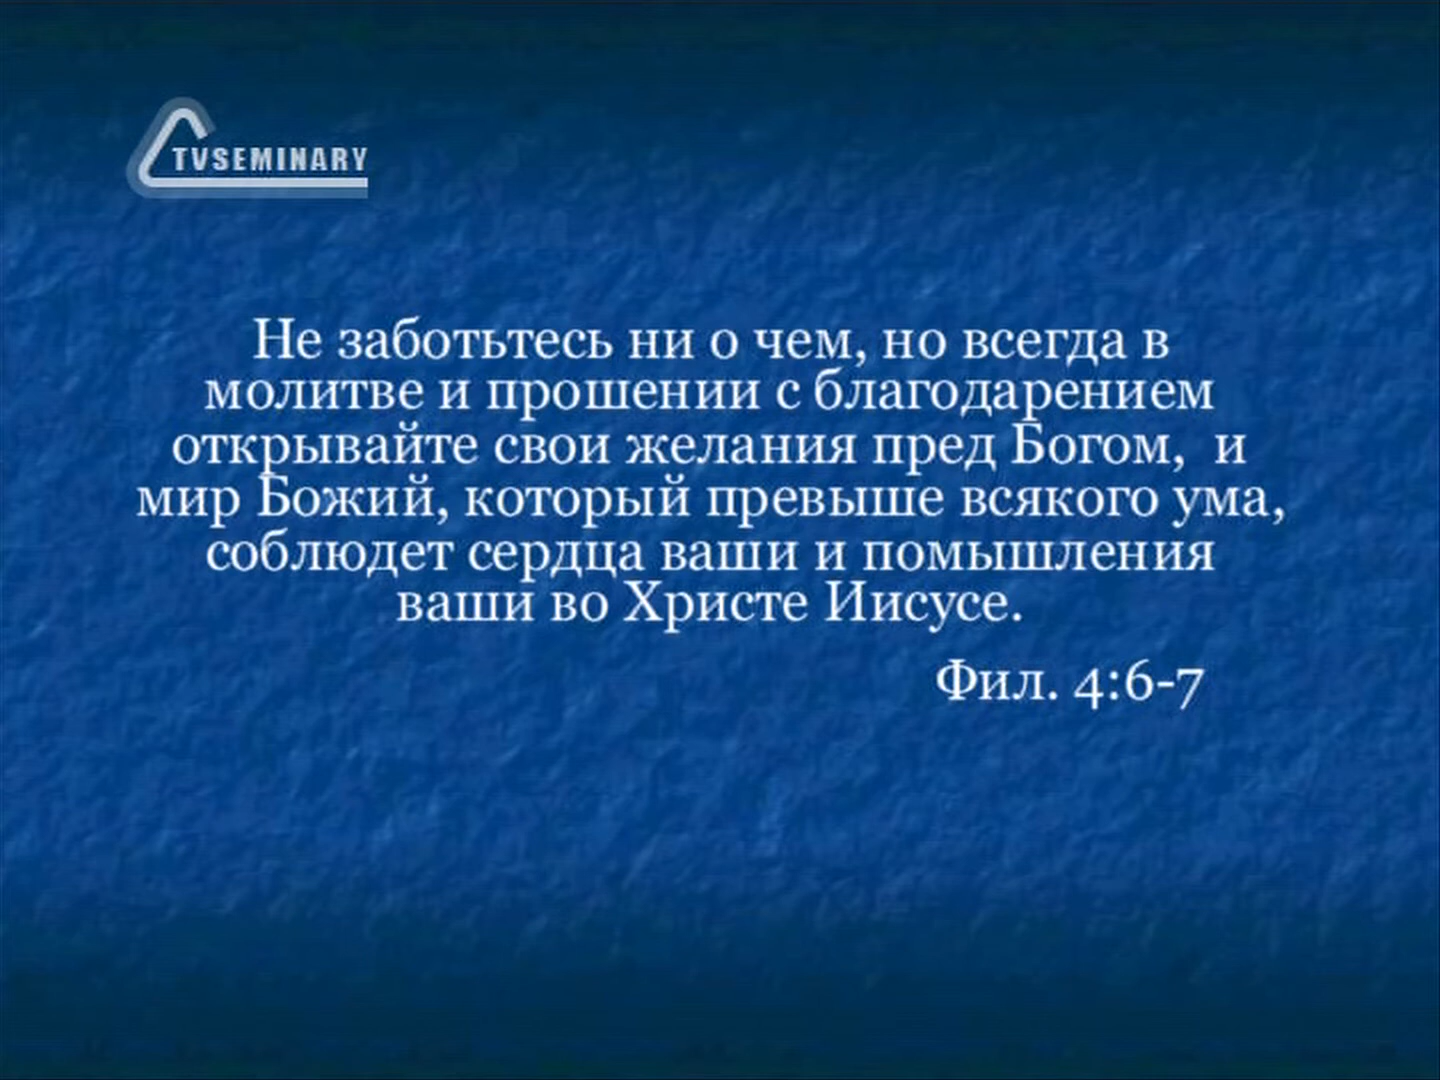 TVSEMINARY
Не заботьтесь ни о чем, но всегда в
молитве и прошении с благодарением
открывайте свои желания пред Богом,  и
мир Божий, который превыше всякого ума,
соблюдет сердца ваши и помышления
ваши во Христе Иисусе.
Фил. 4:6-7